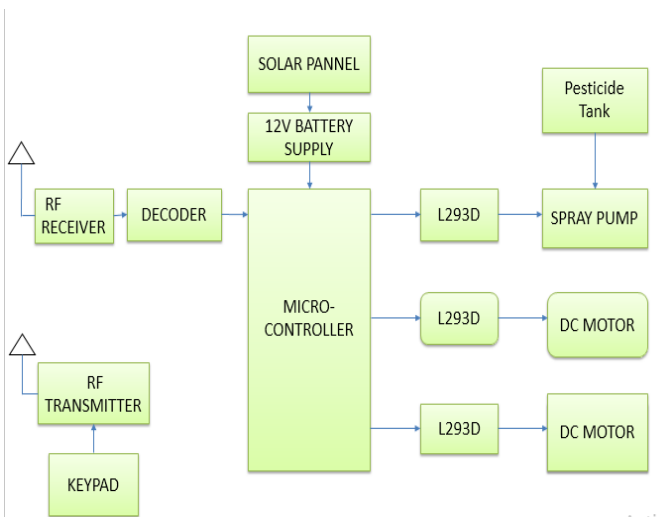 SOLAR PANNEL
Pesticide
Tank
12V BATTERY
SUPPLY
RF
RECEIVER
DECODER
L293D
SPRAY PUMP
MICRO-
CONTROLLER
L293D
DC MOTOR
RF
TRANSMITTER
L293D
DC MOTOR
KEYPAD